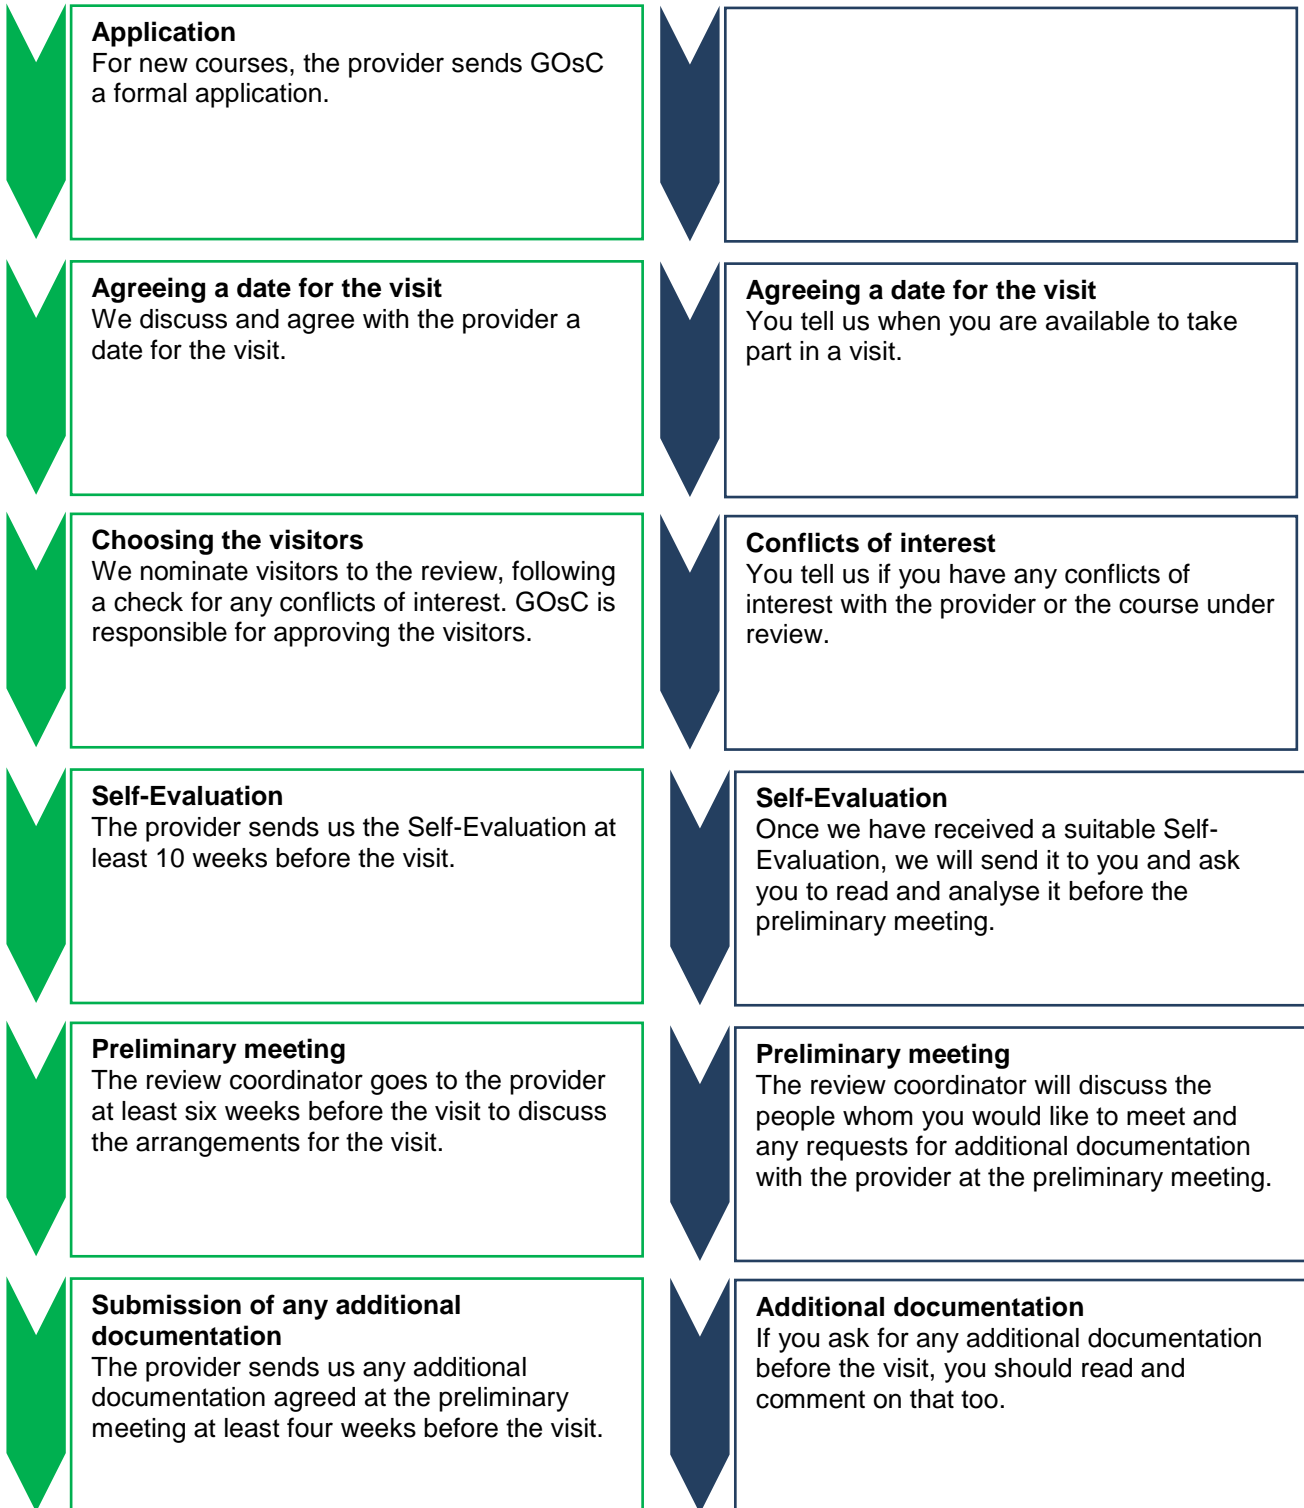 Application
For new courses, the provider sends GOsC
a formal application.
Agreeing a date for the visit
We discuss and agree with the provider a
date for the visit.
Agreeing a date for the visit
You tell us when you are available to take
part in a visit.
Choosing the visitors
We nominate visitors to the review, following
a check for any conflicts of interest. GOsC is
responsible for approving the visitors.
Conflicts of interest
You tell us if you have any conflicts of
interest with the provider or the course under
review.
Self-Evaluation
The provider sends us the Self-Evaluation at
least 10 weeks before the visit.
Self-Evaluation
Once we have received a suitable Self-
Evaluation, we will send it to you and ask
you to read and analyse it before the
preliminary meeting.
Preliminary meeting
The review coordinator goes to the provider
at least six weeks before the visit to discuss
the arrangements for the visit.
Preliminary meeting
The review coordinator will discuss the
people whom you would like to meet and
any requests for additional documentation
with the provider at the preliminary meeting.
Submission of any additional
documentation
The provider sends us any additional
documentation agreed at the preliminary
meeting at least four weeks before the visit.
Additional documentation
If you ask for any additional documentation
before the visit, you should read and
comment on that too.